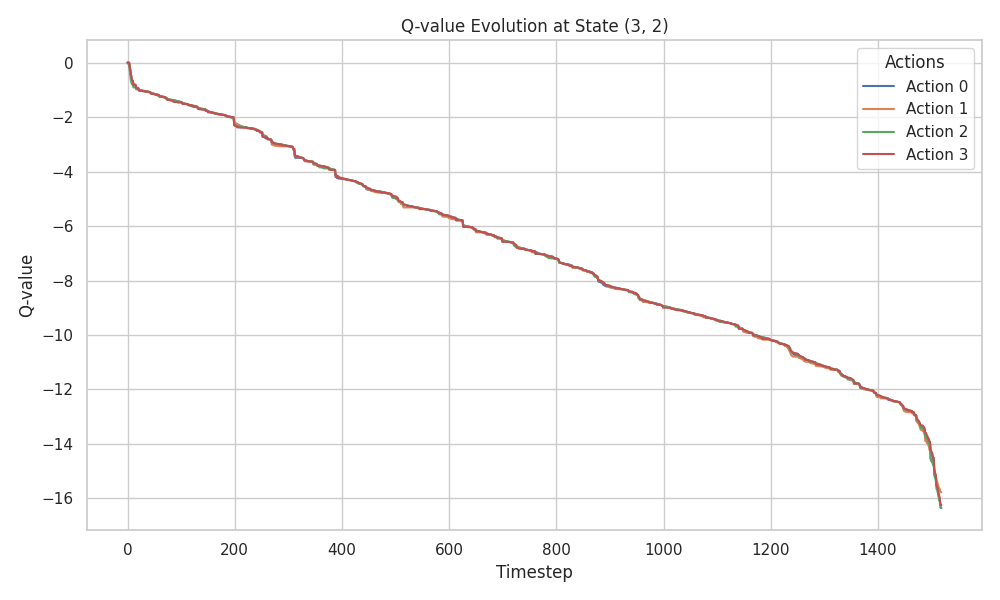 Q-value Evolution at State (3, 2)
Actions
Action 0
Action 1
Action 2
Action 3
Q-value
0
−2
−4
−6
−8
−10
−12
−14
−16
0 200 400 600 800 1000 1200 1400
Timestep